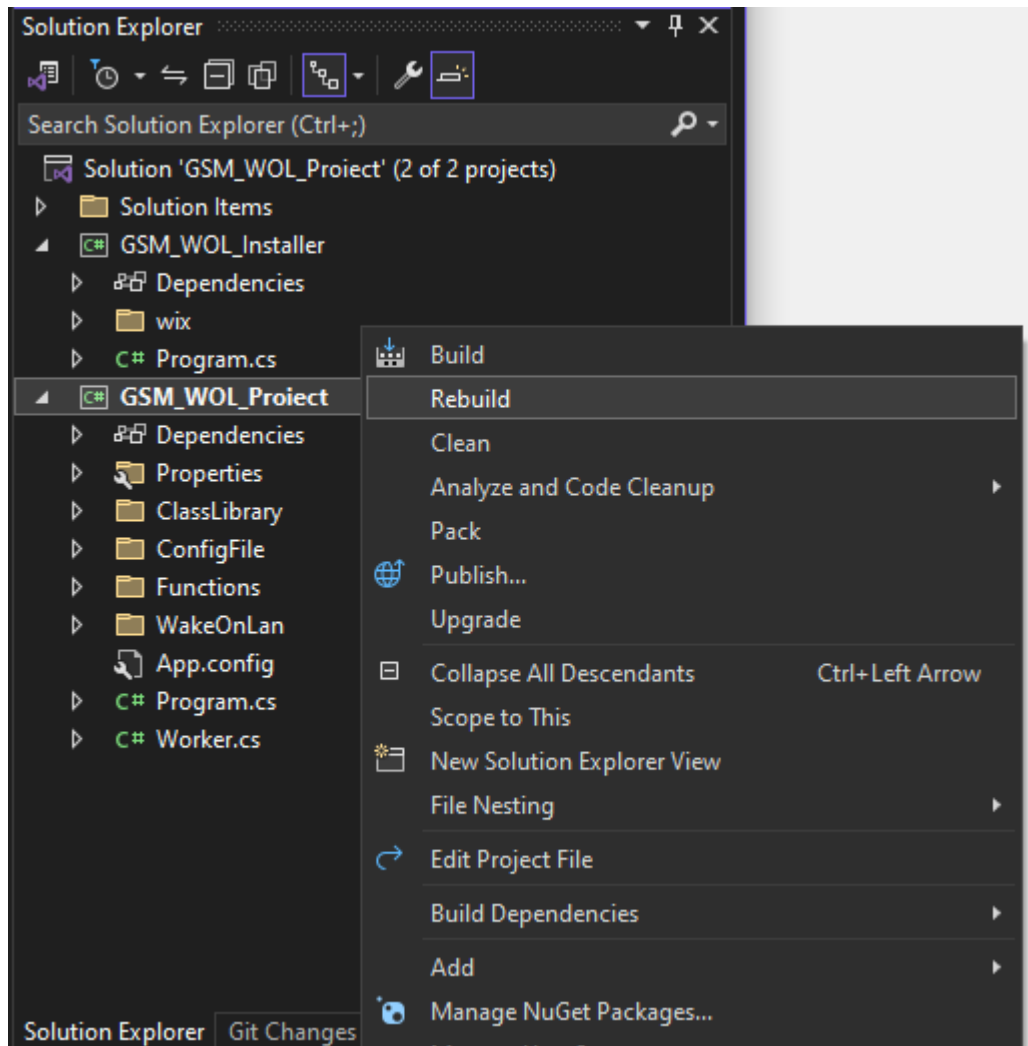 Solution Explorer
Search Solution Explorer (Ctrl+;)
Solution 'GSM_WOL_Proiect' (2 of 2 projects)
Solution Items
C# GSM_WOL_Installer
Dependencies
wix
C# Program.cs
C# GSM_WOL_Proiect
Dependencies
Properties
ClassLibrary
ConfigFile
Functions
WakeOnLan
App.config
C# Program.cs
C# Worker.cs
Solution Explorer
Git Changes
Build
Rebuild
Clean
Analyze and Code Cleanup
Pack
Publish...
Upgrade
Collapse All Descendants Ctrl+Left Arrow
Scope to This
New Solution Explorer View
File Nesting
Edit Project File
Build Dependencies
Add
Manage NuGet Packages...